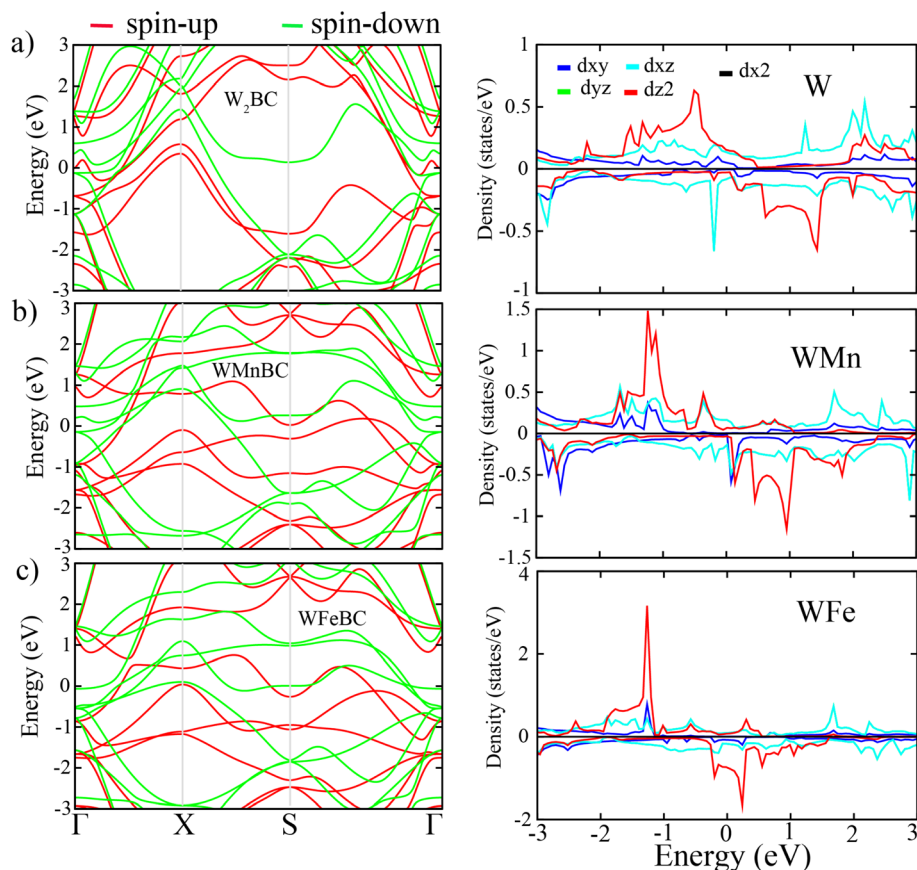 spin-up spin-down
a)
3
2
1
0
-1
-2
-3
Energy (eV)
W2BC
1
0.5
0
-0.5
-1
Density (states/eV)
dxy dxz dx2
dyz dz2
W
b)
3
2
1
0
-1
-2
-3
Energy (eV)
WMnBC
1.5
1
0.5
0
-0.5
-1
-1.5
Density (states/eV)
WMn
c)
3
2
1
0
-1
-2
-3
Energy (eV)
WFeBC
Γ X S Γ
4
2
0
-2
Density (states/eV)
WFe
-3 -2 -1 0 1 2 3
Energy (eV)